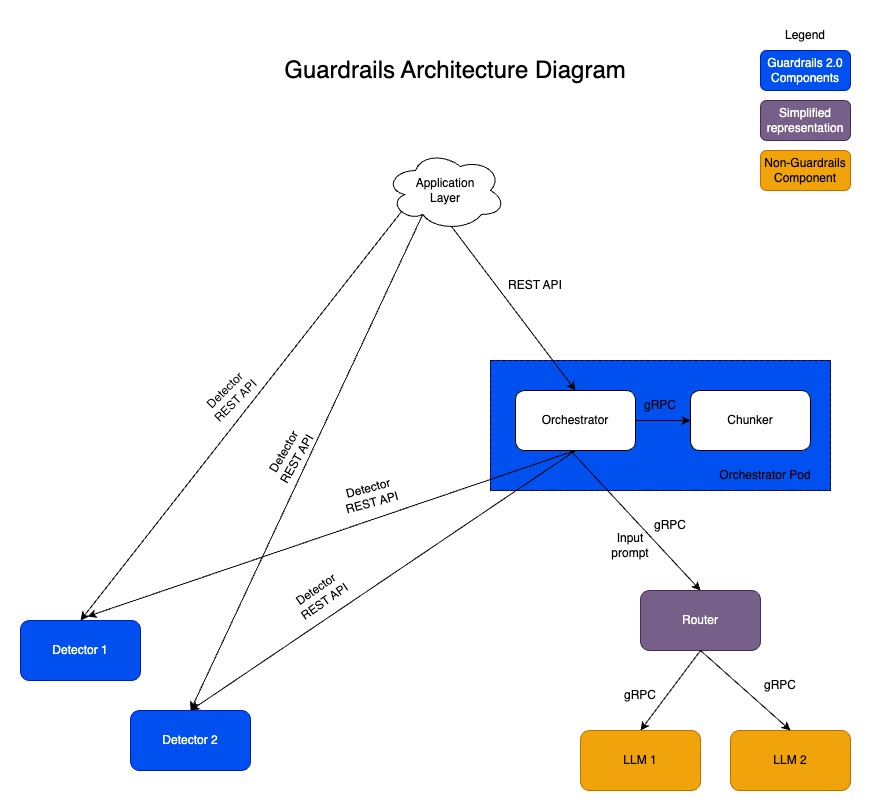 Legend
Guardrails 2.0
Components
Guardrails Architecture Diagram
Simplified
representation
Non-Guardrails
Component
Application
Layer
REST API
Detector
REST API
Detector
REST API
Orchestrator
gRPC
Chunker
Orchestrator Pod
Detector
REST API
gRPC
Input
prompt
Detector
REST API
Router
Detector 1
gRPC
gRPC
Detector 2
LLM 1
LLM 2